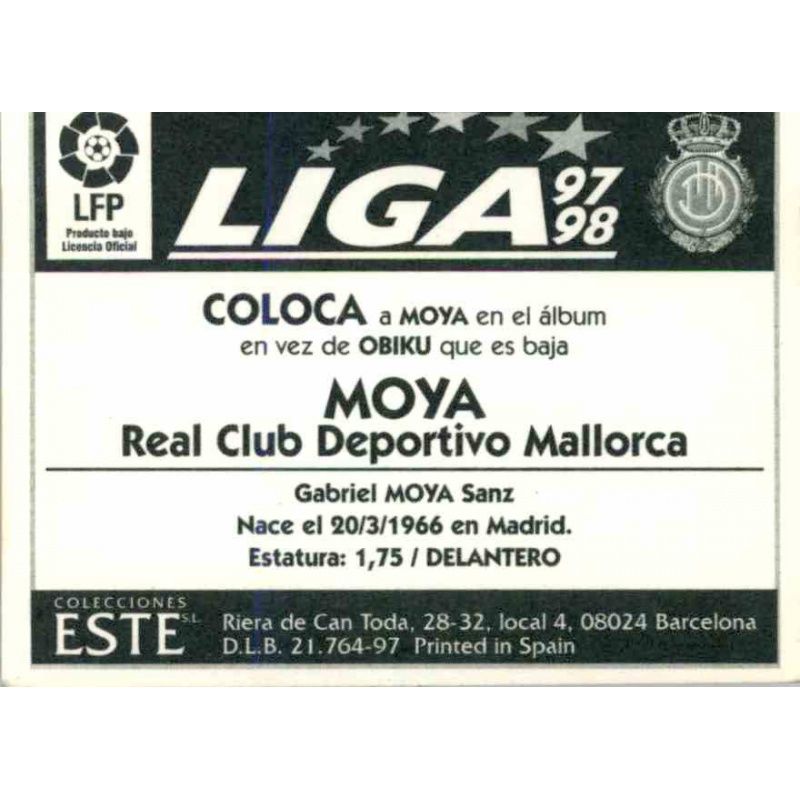 LFP
Producto bajo
Licencia Oficial
LIGA 97
98
COLOCA a MOYA en el álbum
en vez de OBIKU que es baja
MOYA
Real Club Deportivo Mallorca
Gabriel MOYA Sanz
Nace el 20/3/1966 en Madrid.
Estatura: 1,75 / DELANTERO
COLECCIONES
ESTE S.L.
Riera de Can Toda, 28-32, local 4, 08024 Barcelona
D.L.B. 21.764-97 Printed in Spain